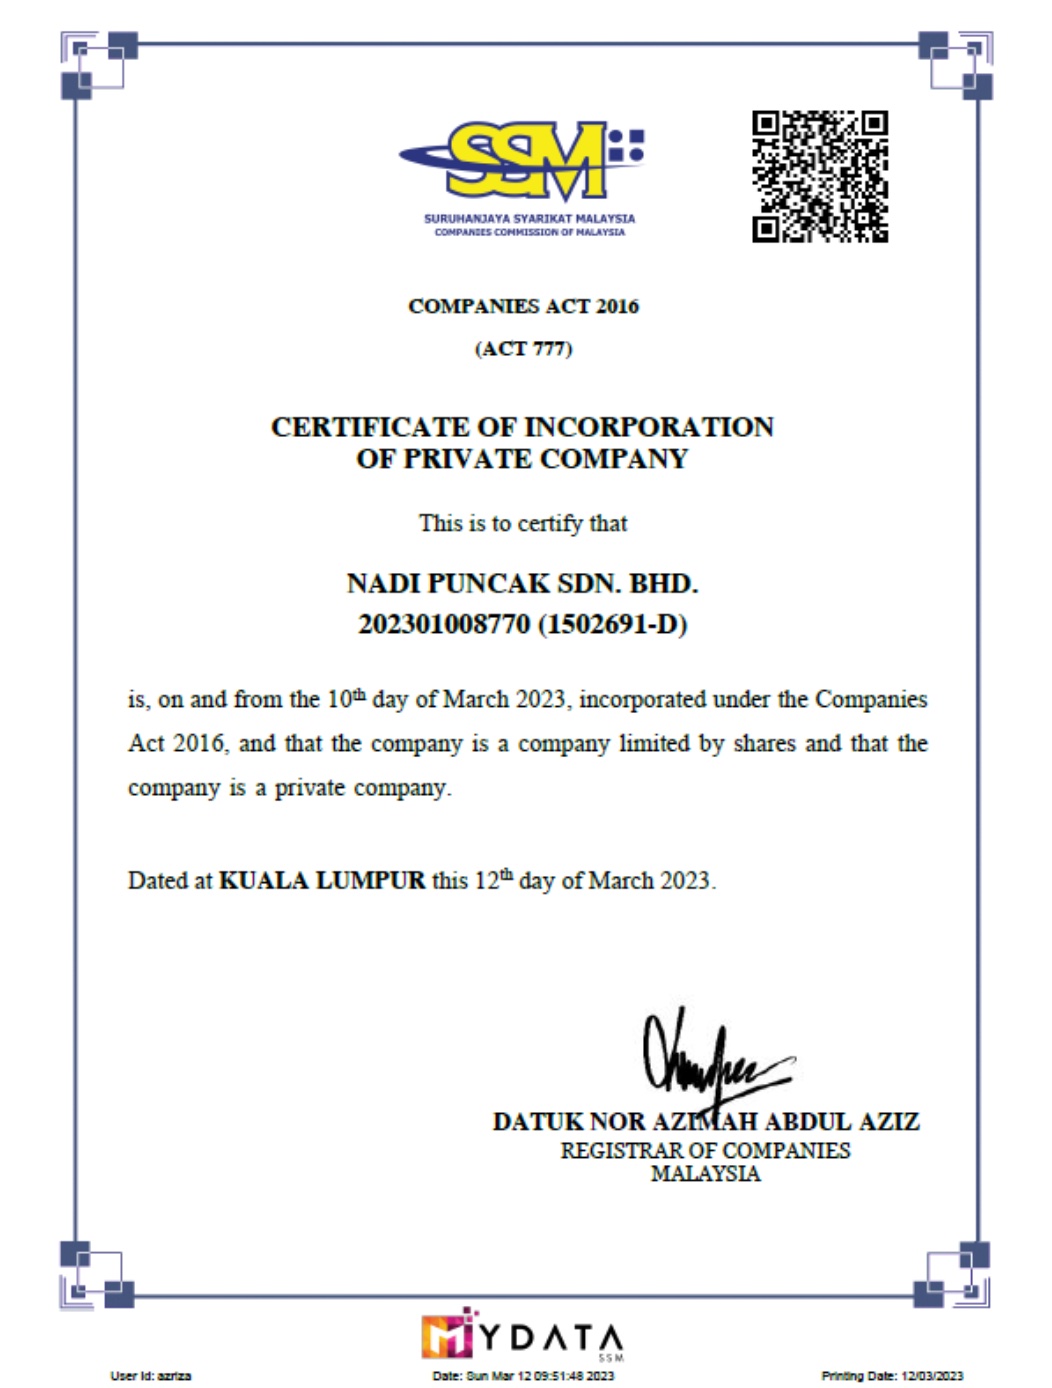 SSM
SURUHANJAYA SYARIKAT MALAYSIA
COMPANIES COMMISSION OF MALAYSIA
COMPANIES ACT 2016
(ACT 777)
CERTIFICATE OF INCORPORATION
OF PRIVATE COMPANY
This is to certify that
NADI PUNCAK SDN. BHD.
202301008770 (1502691-D)
is, on and from the 10th day of March 2023, incorporated under the Companies
Act 2016, and that the company is a company limited by shares and that the
company is a private company.
Dated at KUALA LUMPUR this 12th day of March 2023.
DATUK NOR AZIMAH ABDUL AZIZ
REGISTRAR OF COMPANIES
MALAYSIA
MYDATA
SSM
User Id: azriza
Date: Sun Mar 12 09:51:48 2023
Printing Date: 12/03/2023